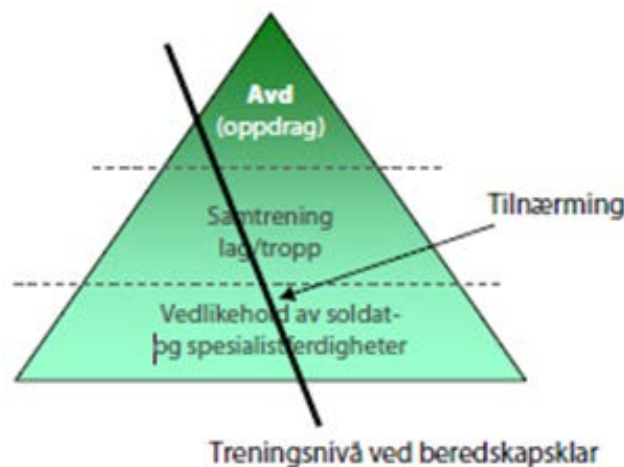 Avd
(oppdrag)
Samtrening
lag/tropp
Tilnærming
Vedlikehold av soldat-
og spesialistferdigheter
Treningsnivå ved beredskapsklar